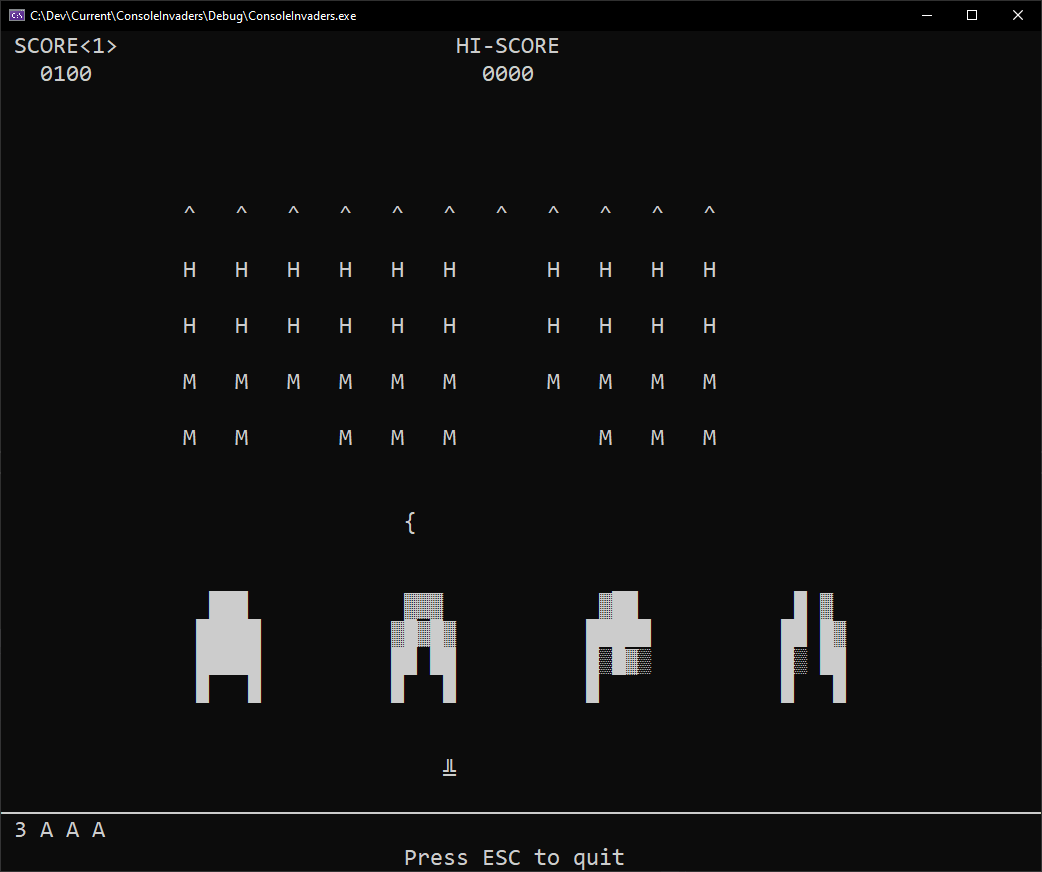 C:\Dev\Current\ConsoleInvaders\Debug\ConsoleInvaders.exe
SCORE<1> HI-SCORE
0100 0000
^ ^ ^ ^ ^ ^ ^ ^ ^ ^ ^
H H H H H H H H H H
H H H H H H H H H H
M M M M M M M M M M
M M M M M M M M
{
╩
3 A A A
Press ESC to quit